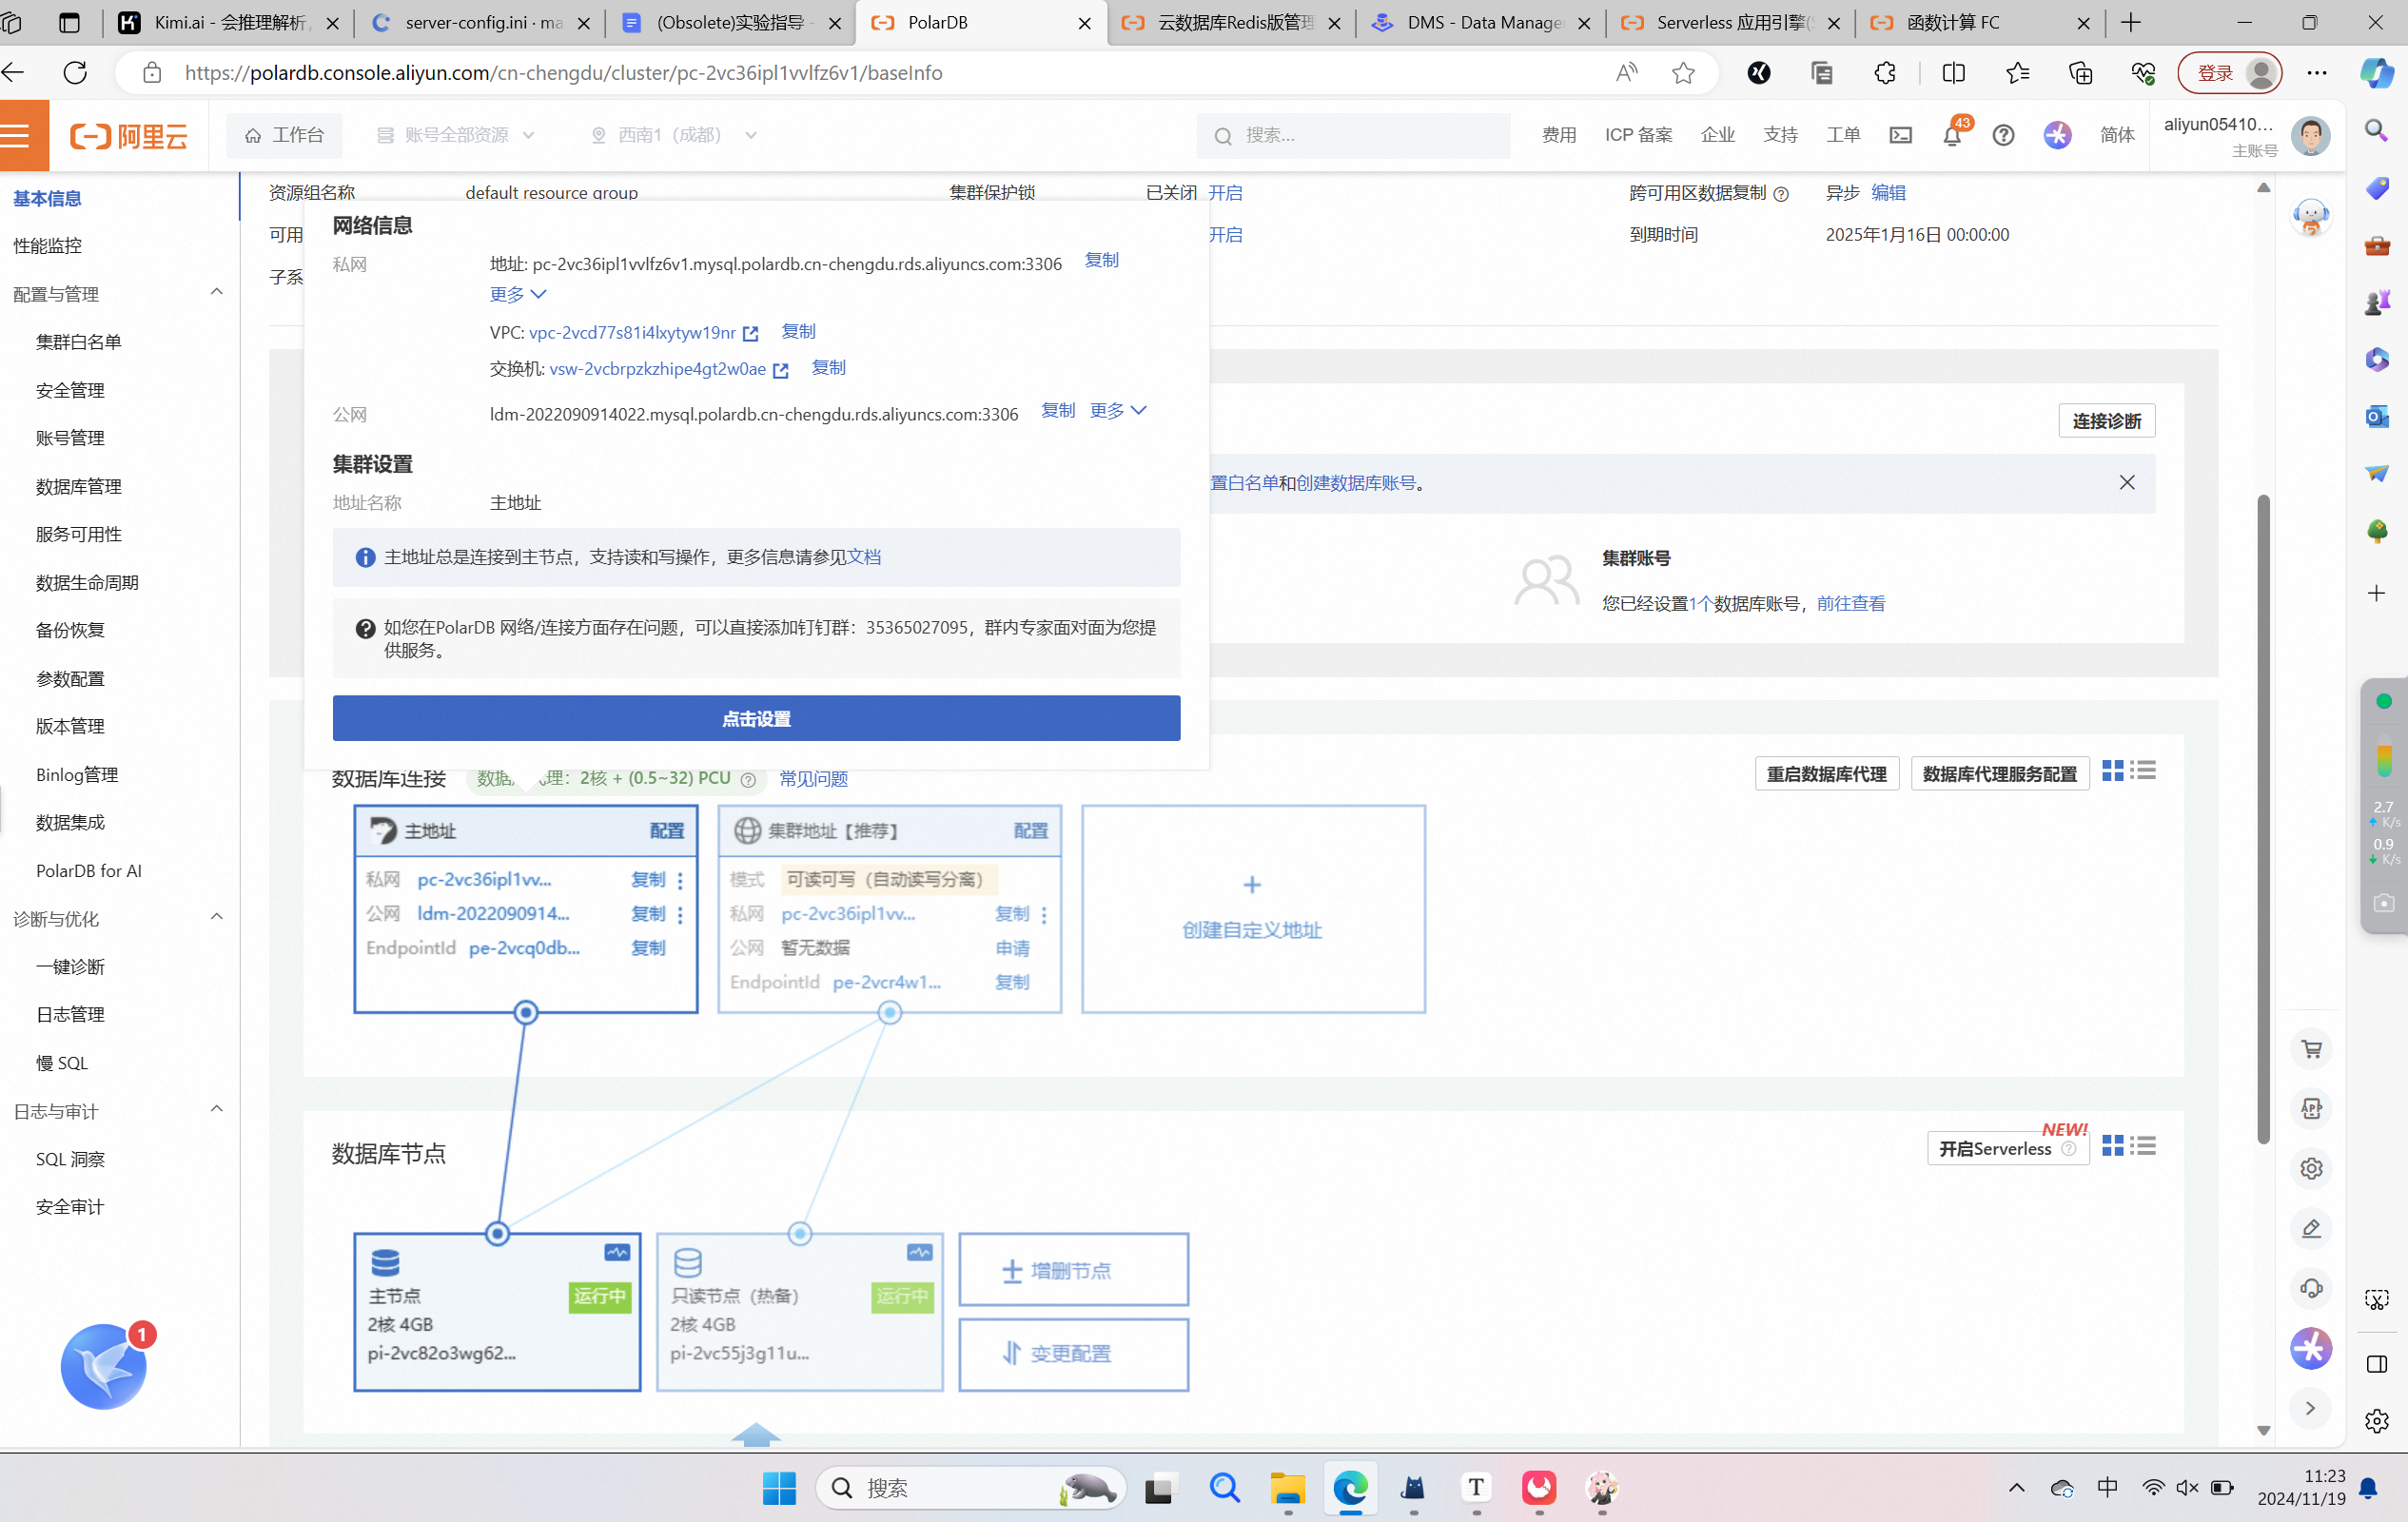 Kimi.ai - 会推理解析,
server-config.ini · ma
(Obsolete)实验指导 -
PolarDB
云数据库Redis版管理
DMS - Data Manage
Serverless 应用引擎(
函数计算 FC
https://polardb.console.aliyun.com/cn-chengdu/cluster/pc-2vc36ipl1vvlfz6v1/baseInfo
登录
阿里云
工作台
账号全部资源
西南1（成都）
搜索...
费用
ICP 备案
企业
支持
工单
43
简体
aliyun05410...
主账号
基本信息
性能监控
配置与管理
集群白名单
安全管理
账号管理
数据库管理
服务可用性
数据生命周期
备份恢复
参数配置
版本管理
Binlog管理
数据集成
PolarDB for AI
诊断与优化
一键诊断
日志管理
慢 SQL
日志与审计
SQL 洞察
安全审计
1
资源组名称 default resource group 集群保护锁 已关闭 开启 跨可用区数据复制 异步 编辑
可用 开启 到期时间 2025年1月16日 00:00:00
子系
网络信息
私网 地址: pc-2vc36ipl1vvlfz6v1.mysql.polardb.cn-chengdu.rds.aliyuncs.com:3306 复制
更多
VPC: vpc-2vcd77s81i4lxytyw19nr 复制
交换机: vsw-2vcbrpzkzhipe4gt2w0ae 复制
公网 ldm-2022090914022.mysql.polardb.cn-chengdu.rds.aliyuncs.com:3306 复制 更多
集群设置
地址名称 主地址
主地址总是连接到主节点，支持读和写操作，更多信息请参见文档
如您在PolarDB 网络/连接方面存在问题，可以直接添加钉钉群：35365027095，群内专家面对面为您提
供服务。
点击设置
连接诊断
置白名单和创建数据库账号。
集群账号
您已经设置1个数据库账号，前往查看
数据库连接 2核 + (0.5~32) PCU 常见问题
重启数据库代理
数据库代理服务配置
主地址 配置
私网 pc-2vc36ipl1vv... 复制
公网 ldm-2022090914... 复制
EndpointId pe-2vcq0db... 复制
集群地址【推荐】 配置
模式 可读可写（自动读写分离）
私网 pc-2vc36ipl1vv... 复制
公网 暂无数据 申请
EndpointId pe-2vcr4w1... 复制
+
创建自定义地址
数据库节点
NEW!
开启Serverless
主节点 运行中
2核 4GB
pi-2vc82o3wg62...
只读节点（热备） 运行中
2核 4GB
pi-2vc55j3g11u...
增删节点
变更配置
2.7
K/s
0.9
K/s
APP
搜索
中
11:23
2024/11/19